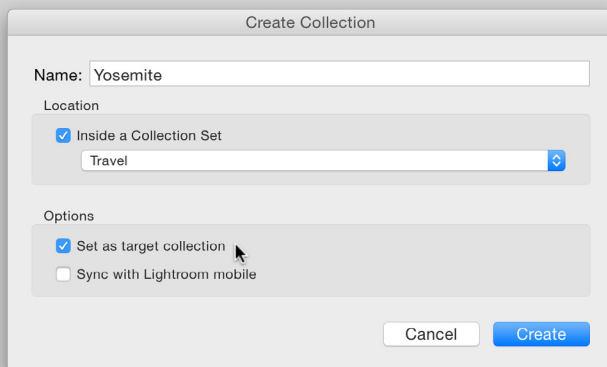 Create Collection
Name: Yosemite
Location
Inside a Collection Set
Travel
Options
Set as target collection
Sync with Lightroom mobile
Cancel Create